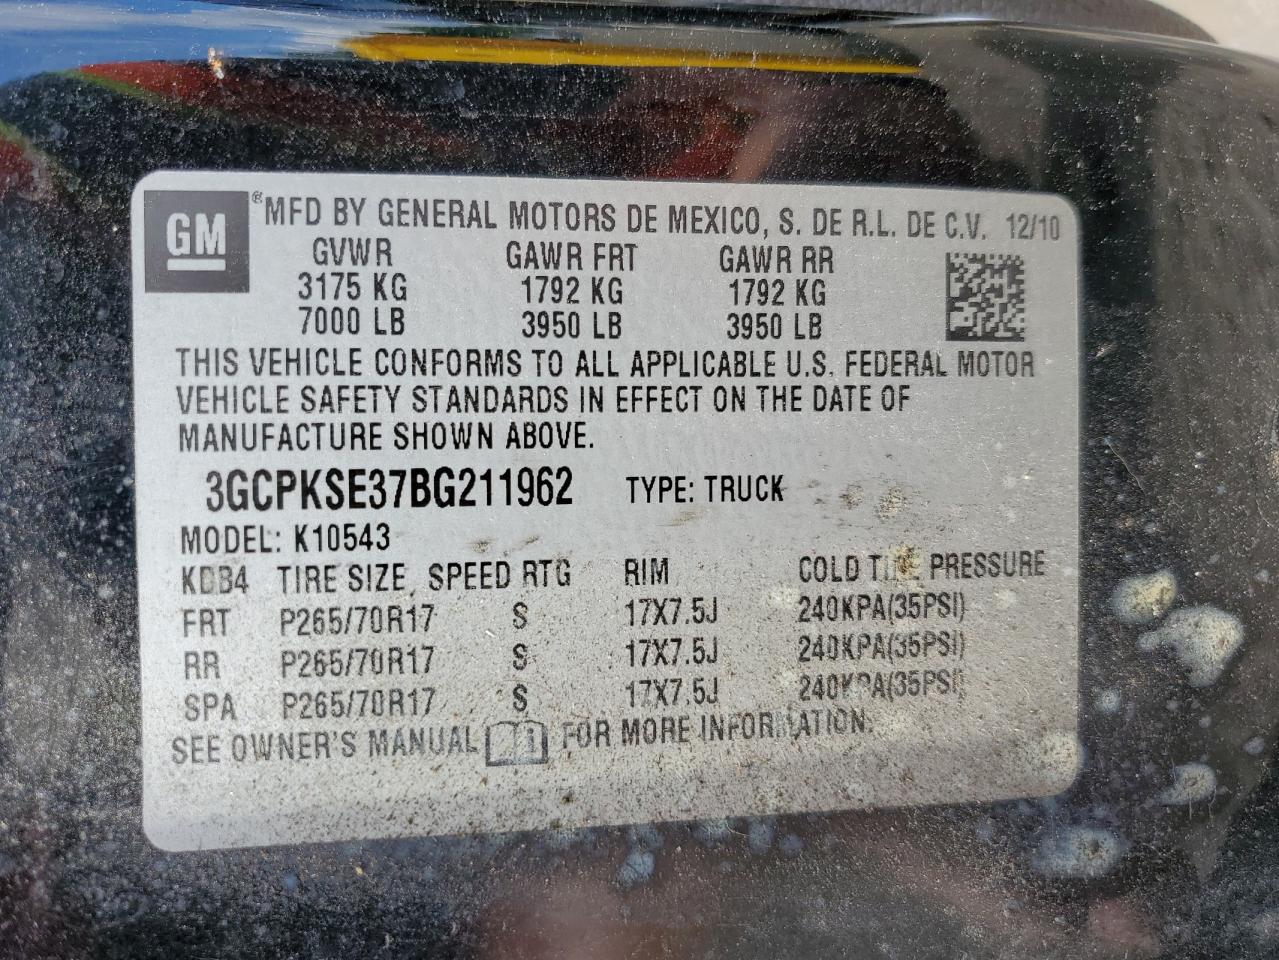 GM
®MFD BY GENERAL MOTORS DE MEXICO, S. DE R.L. DE C.V. 12/10
GVWR GAWR FRT GAWR RR
3175 KG 1792 KG 1792 KG
7000 LB 3950 LB 3950 LB
THIS VEHICLE CONFORMS TO ALL APPLICABLE U.S. FEDERAL MOTOR
VEHICLE SAFETY STANDARDS IN EFFECT ON THE DATE OF
MANUFACTURE SHOWN ABOVE.
3GCPKSE37BG211962 TYPE: TRUCK
MODEL: K10543
TIRE SIZE SPEED RTG RIM COLD TIRE PRESSURE
FRT P265/70R17 S 17X7.5J 240KPA(35PSI)
RR P265/70R17 S 17X7.5J 240KPA(35PSI)
SPA P265/70R17 S 17X7.5J 240KPA(35PSI)
SEE OWNER'S MANUAL i FOR MORE INFORMATION.